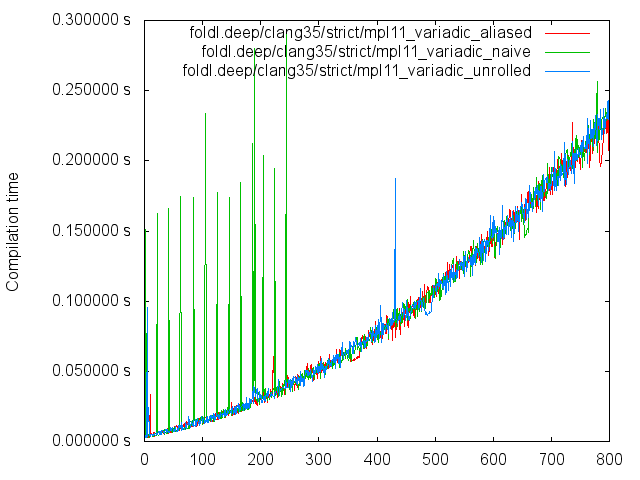 0.300000 s
0.250000 s
0.200000 s
0.150000 s
0.100000 s
0.050000 s
0.000000 s
Compilation time
foldl.deep/clang35/strict/mpl11_variadic_aliased
foldl.deep/clang35/strict/mpl11_variadic_naive
foldl.deep/clang35/strict/mpl11_variadic_unrolled
0 100 200 300 400 500 600 700 800